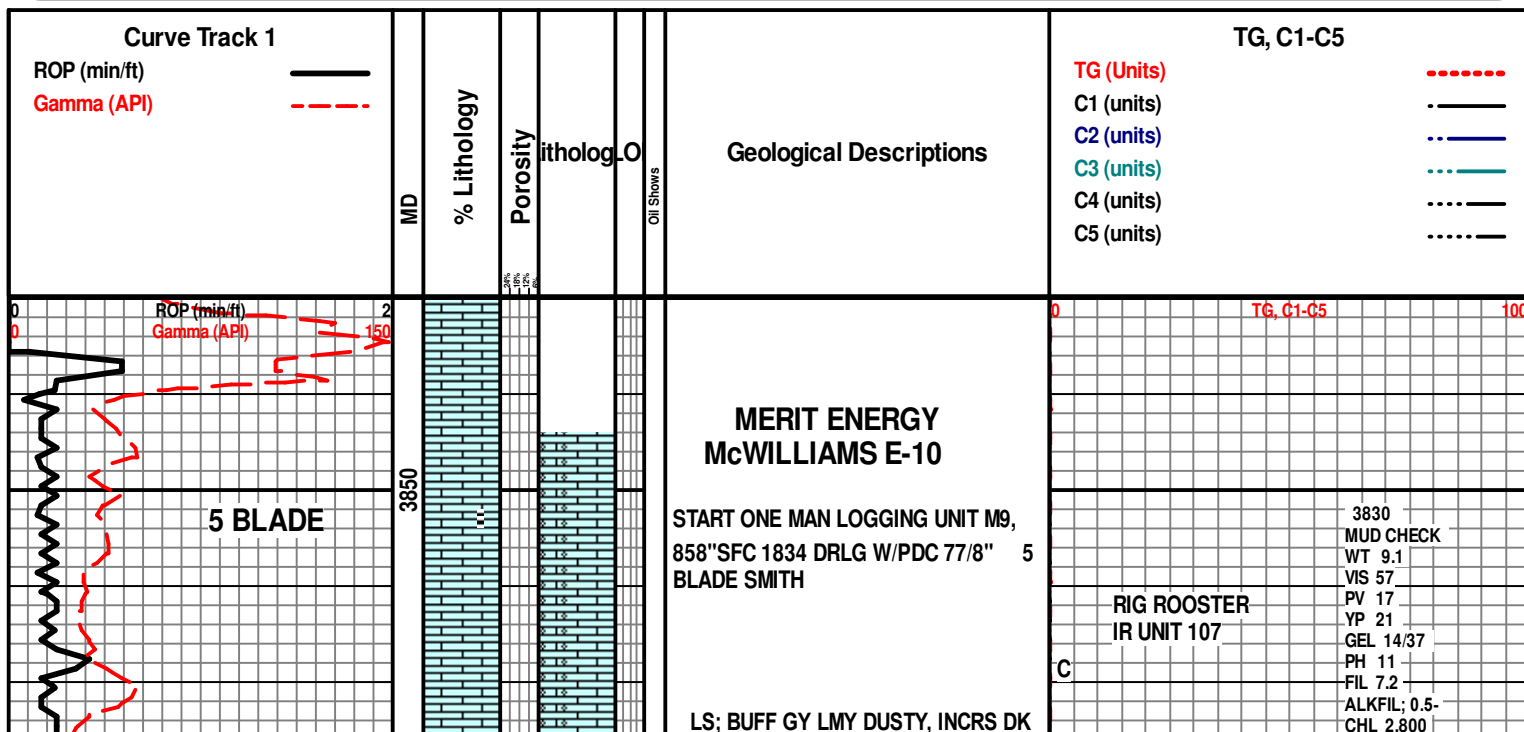 Curve Track 1
ROP (min/ft)
Gamma (API)
MD
% Lithology
Porosity
24%
18%
12%
6%
itholog
LO
Oil Shows
Geological Descriptions
TG, C1-C5
TG (Units)
C1 (units)
C2 (units)
C3 (units)
C4 (units)
C5 (units)
0 ROP (min/ft) 2
0 Gamma (API) 150
0 TG, C1-C5 100
3850
5 BLADE
MERIT ENERGY
McWILLIAMS E-10
START ONE MAN LOGGING UNIT M9,
858"SFC 1834 DRLG W/PDC 77/8" 5
BLADE SMITH
LS; BUFF GY LMY DUSTY, INCRS DK
RIG ROOSTER
IR UNIT 107
C
3830
MUD CHECK
WT 9.1
VIS 57
PV 17
YP 21
GEL 14/37
PH 11
FIL 7.2
ALKFIL; 0.5-
CHL 2,800